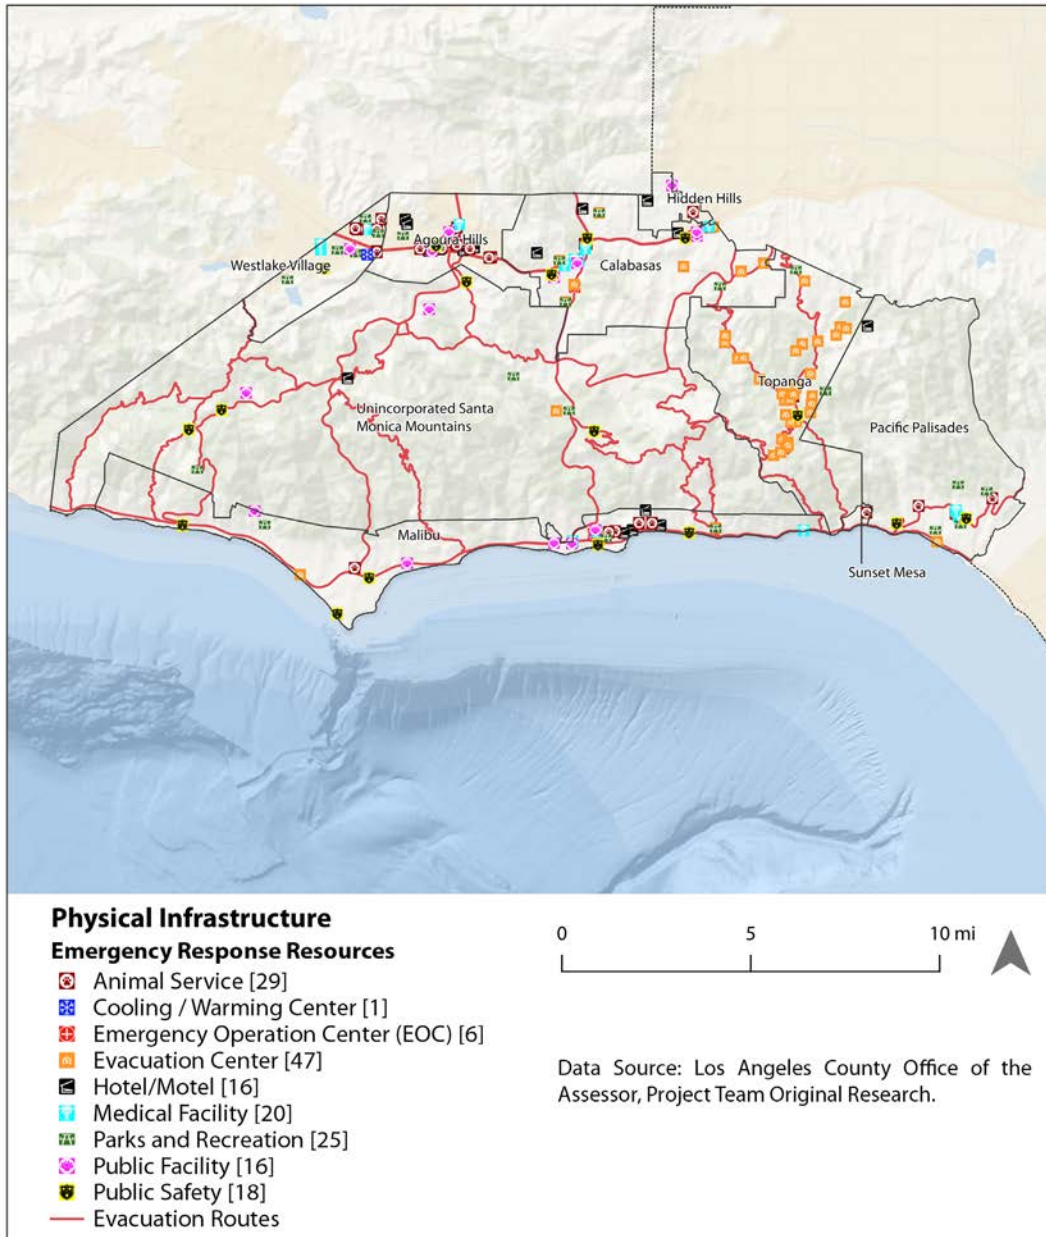 Hidden Hills
Agoura Hills
Westlake Village
Calabasas
Topanga
Unincorporated Santa
Monica Mountains
Pacific Palisades
Malibu
Sunset Mesa
Physical Infrastructure
Emergency Response Resources
Animal Service [29]
Cooling / Warming Center [1]
Emergency Operation Center (EOC) [6]
Evacuation Center [47]
Hotel/Motel [16]
Medical Facility [20]
Parks and Recreation [25]
Public Facility [16]
Public Safety [18]
Evacuation Routes
0 5 10 mi
Data Source: Los Angeles County Office of the
Assessor, Project Team Original Research.